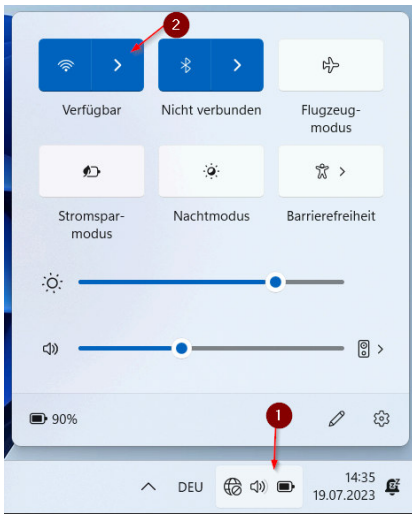 2
Verfügbar
Nicht verbunden
Flugzeug-
modus
Stromspar-
modus
Nachtmodus
Barrierefreiheit
90%
1
DEU
14:35
19.07.2023